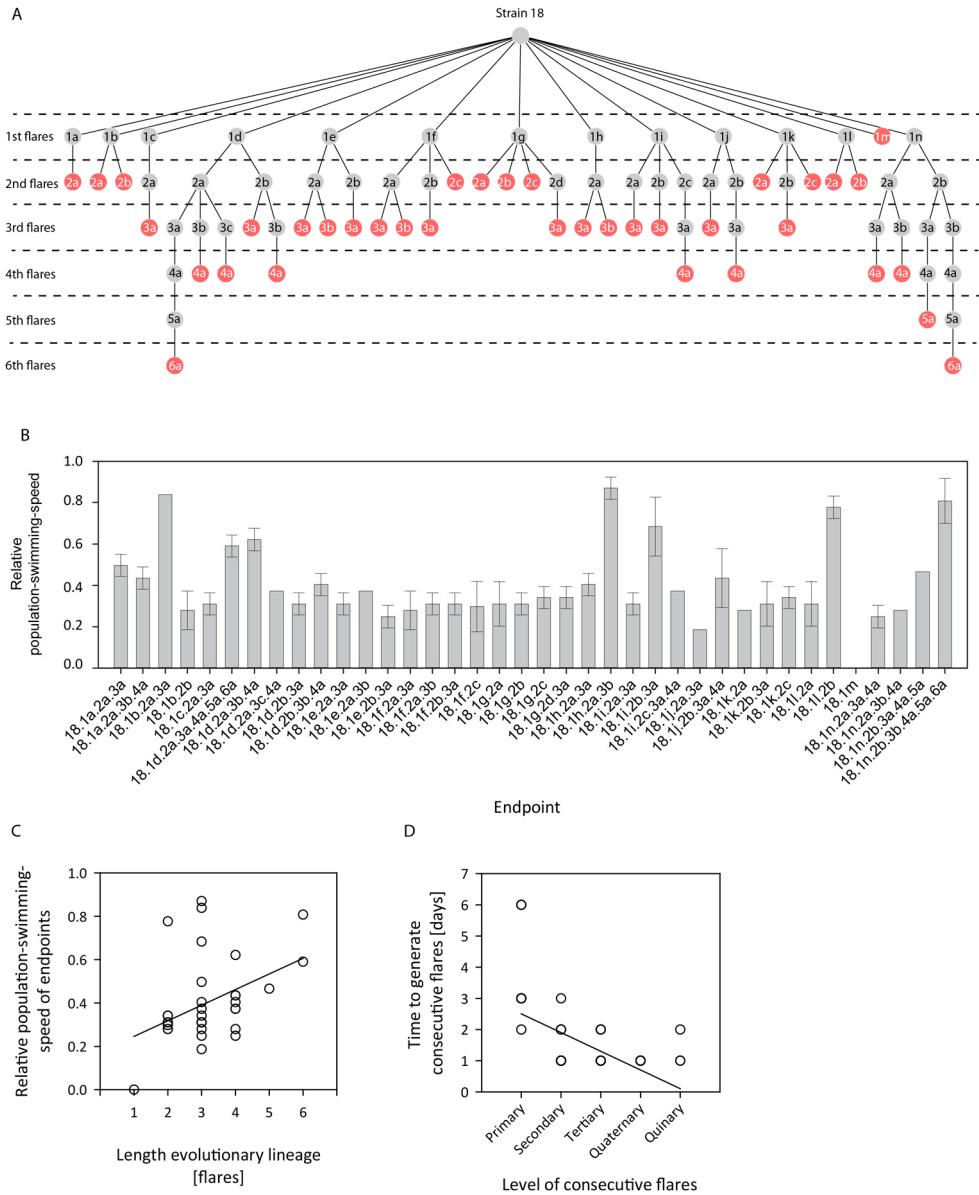 A
Strain 18
1st flares 1a 1b 1c 1d 1e 1f 1g 1h 1i 1j 1k 1l 1m 1n
2nd flares 2a 2a 2b 2a 2a 2b 2a 2b 2a 2b 2c 2a 2b 2c 2d 2a 2a 2b 2c 2a 2b 2a 2b 2c 2a 2b 2a 2b
3rd flares 3a 3a 3b 3c 3a 3b 3a 3b 3a 3a 3b 3a 3a 3a 3b 3a 3a 3a 3a 3a 3a 3a 3b 3a 3b
4th flares 4a 4a 4a 4a 4a 4a 4a 4a 4a 4a
5th flares 5a 5a 5a
6th flares 6a 6a
B
Relative
population-swimming-speed
1.0
0.8
0.6
0.4
0.2
0.0
18.1a.2a.3a
18.1a.2a.3b.4a
18.1b.2a.3a
18.1b.2b
18.1c.2a.3a
18.1d.2a.3a.4a.5a.6a
18.1d.2a.3b.4a
18.1d.2a.3c.4a
18.1d.2b.3a
18.1d.2b.3b.4a
18.1e.2a.3a
18.1e.2a.3b
18.1e.2b.3a
18.1f.2a.3a
18.1f.2a.3b
18.1f.2b.3a
18.1f.2c
18.1g.2a
18.1g.2b
18.1g.2c
18.1g.2d.3a
18.1h.2a.3a
18.1h.2a.3b
18.1i.2a.3a
18.1i.2b.3a
18.1i.2c.3a.4a
18.1j.2a.3a
18.1j.2b.3a.4a
18.1k.2a
18.1k.2b.3a
18.1k.2c
18.1l.2a
18.1l.2b
18.1m
18.1n.2a.3a.4a
18.1n.2a.3b.4a
18.1n.2b.3a.4a.5a
18.1n.2b.3b.4a.5a.6a
Endpoint
C
Relative population-swimming-
speed of endpoints
1.0
0.8
0.6
0.4
0.2
0.0
1 2 3 4 5 6
Length evolutionary lineage
[flares]
D
Time to generate
consecutive flares [days]
7
6
5
4
3
2
1
0
Primary
Secondary
Tertiary
Quaternary
Quinary
Level of consecutive flares